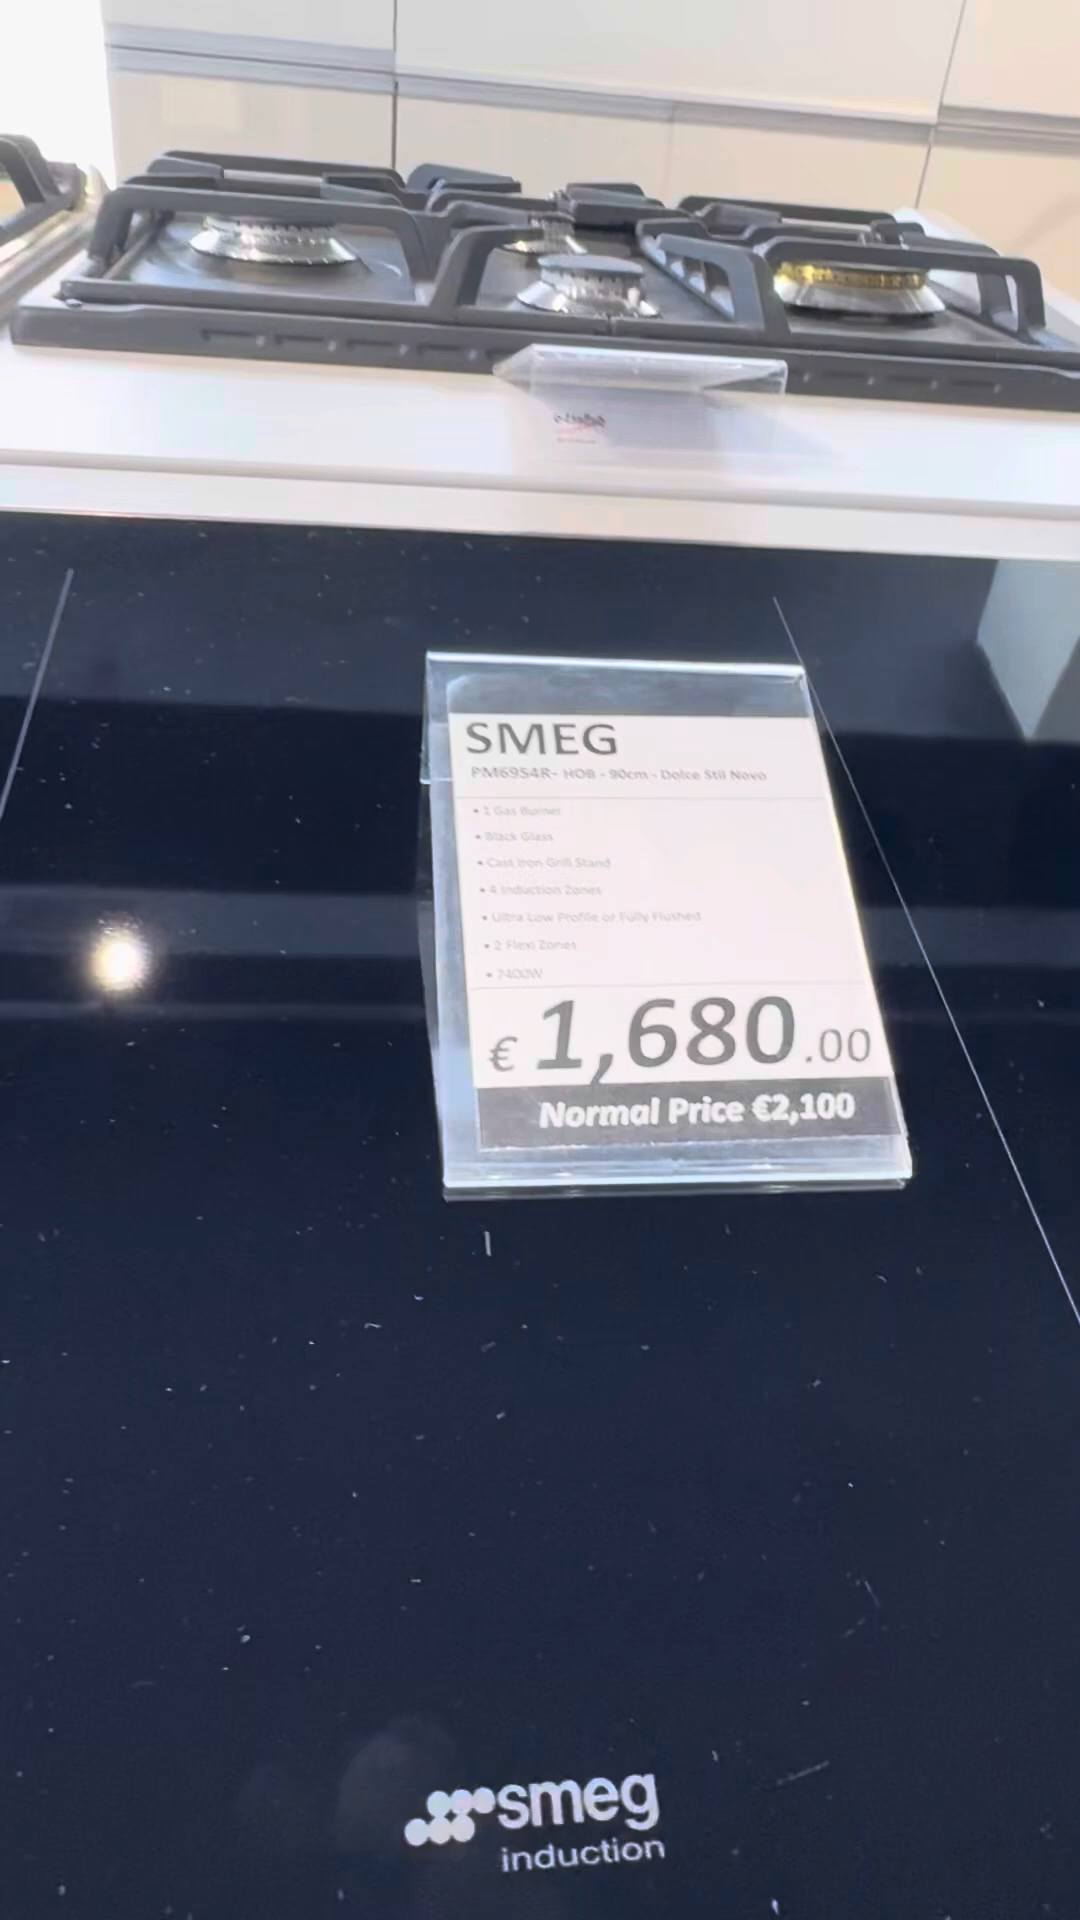 SMEG
PM6954R- HOB - 90cm - Dolce Stil Novo
• 1 Gas Burner
• Black Glass
• Cast Iron Grill Stand
• 4 Induction Zones
• Ultra Low Profile or Fully Flushed
• 2 Flexi Zones
• 7400W
€ 1,680.00
Normal Price €2,100
smeg
induction